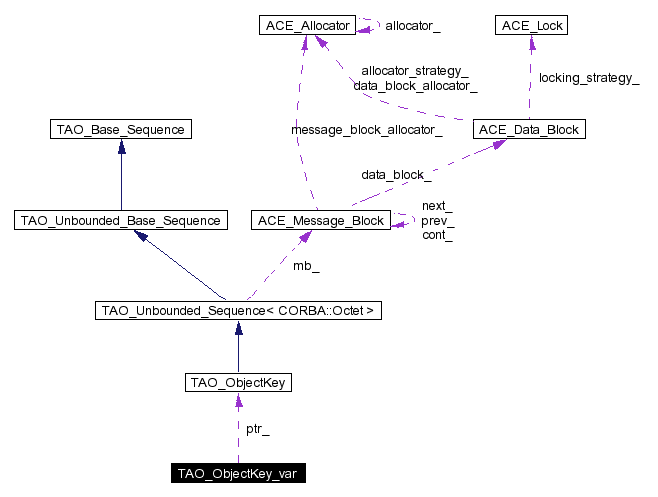 ACE_Allocator
allocator_
ACE_Lock
allocator_strategy_
data_block_allocator_
locking_strategy_
TAO_Base_Sequence
message_block_allocator_
ACE_Data_Block
data_block_
TAO_Unbounded_Base_Sequence
ACE_Message_Block
next_
prev_
cont_
mb_
TAO_Unbounded_Sequence< CORBA::Octet >
TAO_ObjectKey
ptr_
TAO_ObjectKey_var